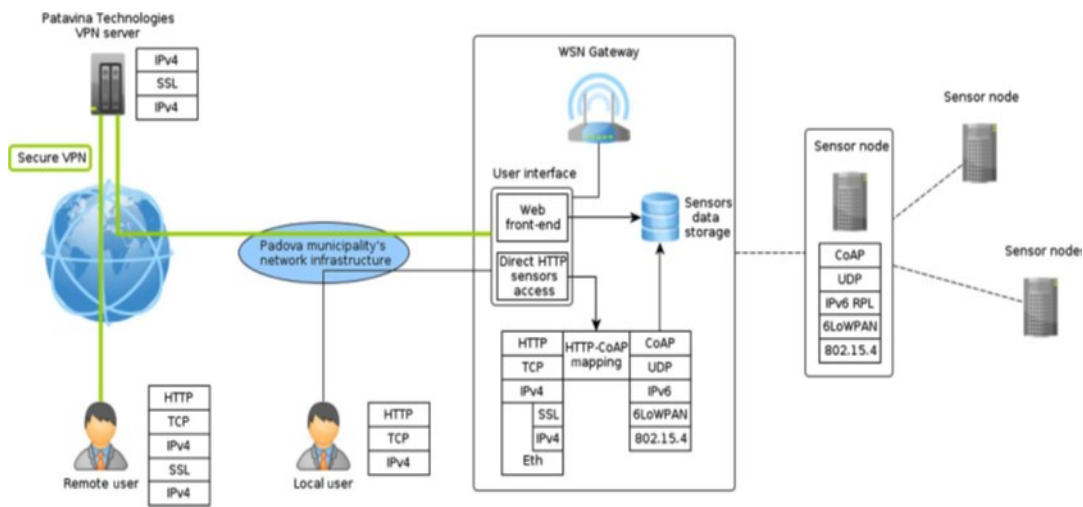 Patavina Technologies
VPN server
IPv4
SSL
IPv4
Secure VPN
Padova municipality's
network infrastructure
Remote user
HTTP
TCP
IPv4
SSL
IPv4
Local user
HTTP
TCP
IPv4
WSN Gateway
User interface
Web
front-end
Direct HTTP
sensors
access
Sensors
data
storage
HTTP
TCP
IPv4
SSL
IPv4
Eth
HTTP-CoAP
mapping
CoAP
UDP
IPv6
6LoWPAN
802.15.4
Sensor node
CoAP
UDP
IPv6 RPL
6LoWPAN
802.15.4
Sensor node
Sensor node